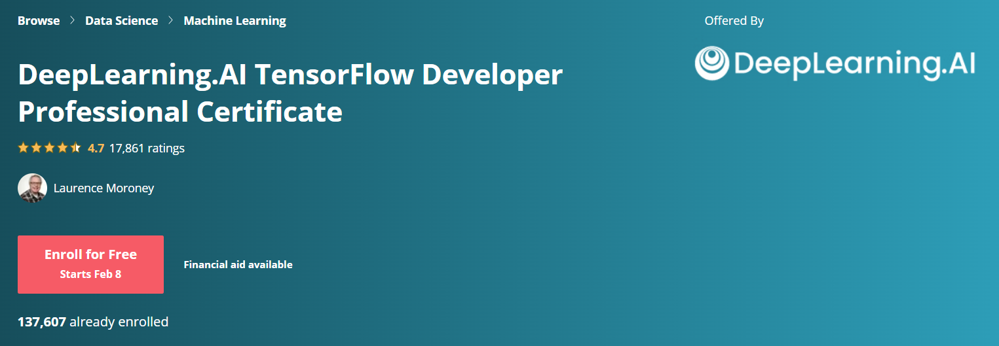 Browse > Data Science > Machine Learning
Offered By
DeepLearning.AI
DeepLearning.AI TensorFlow Developer
Professional Certificate
4.7 17,861 ratings
Laurence Moroney
Enroll for Free
Starts Feb 8
Financial aid available
137,607 already enrolled